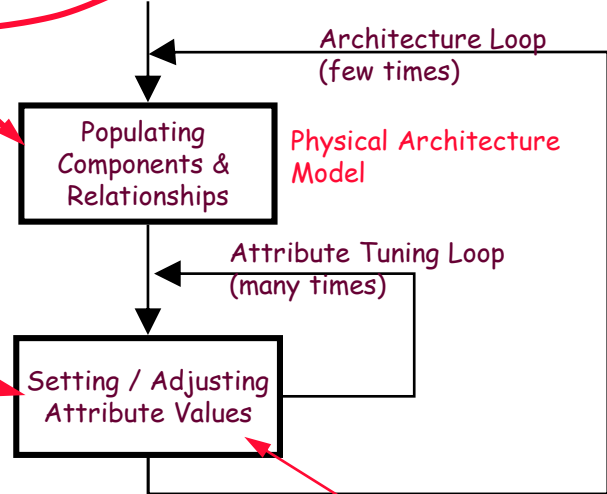 Architecture Loop
(few times)
Populating
Components &
Relationships
Physical Architecture
Model
Attribute Tuning Loop
(many times)
Setting / Adjusting
Attribute Values